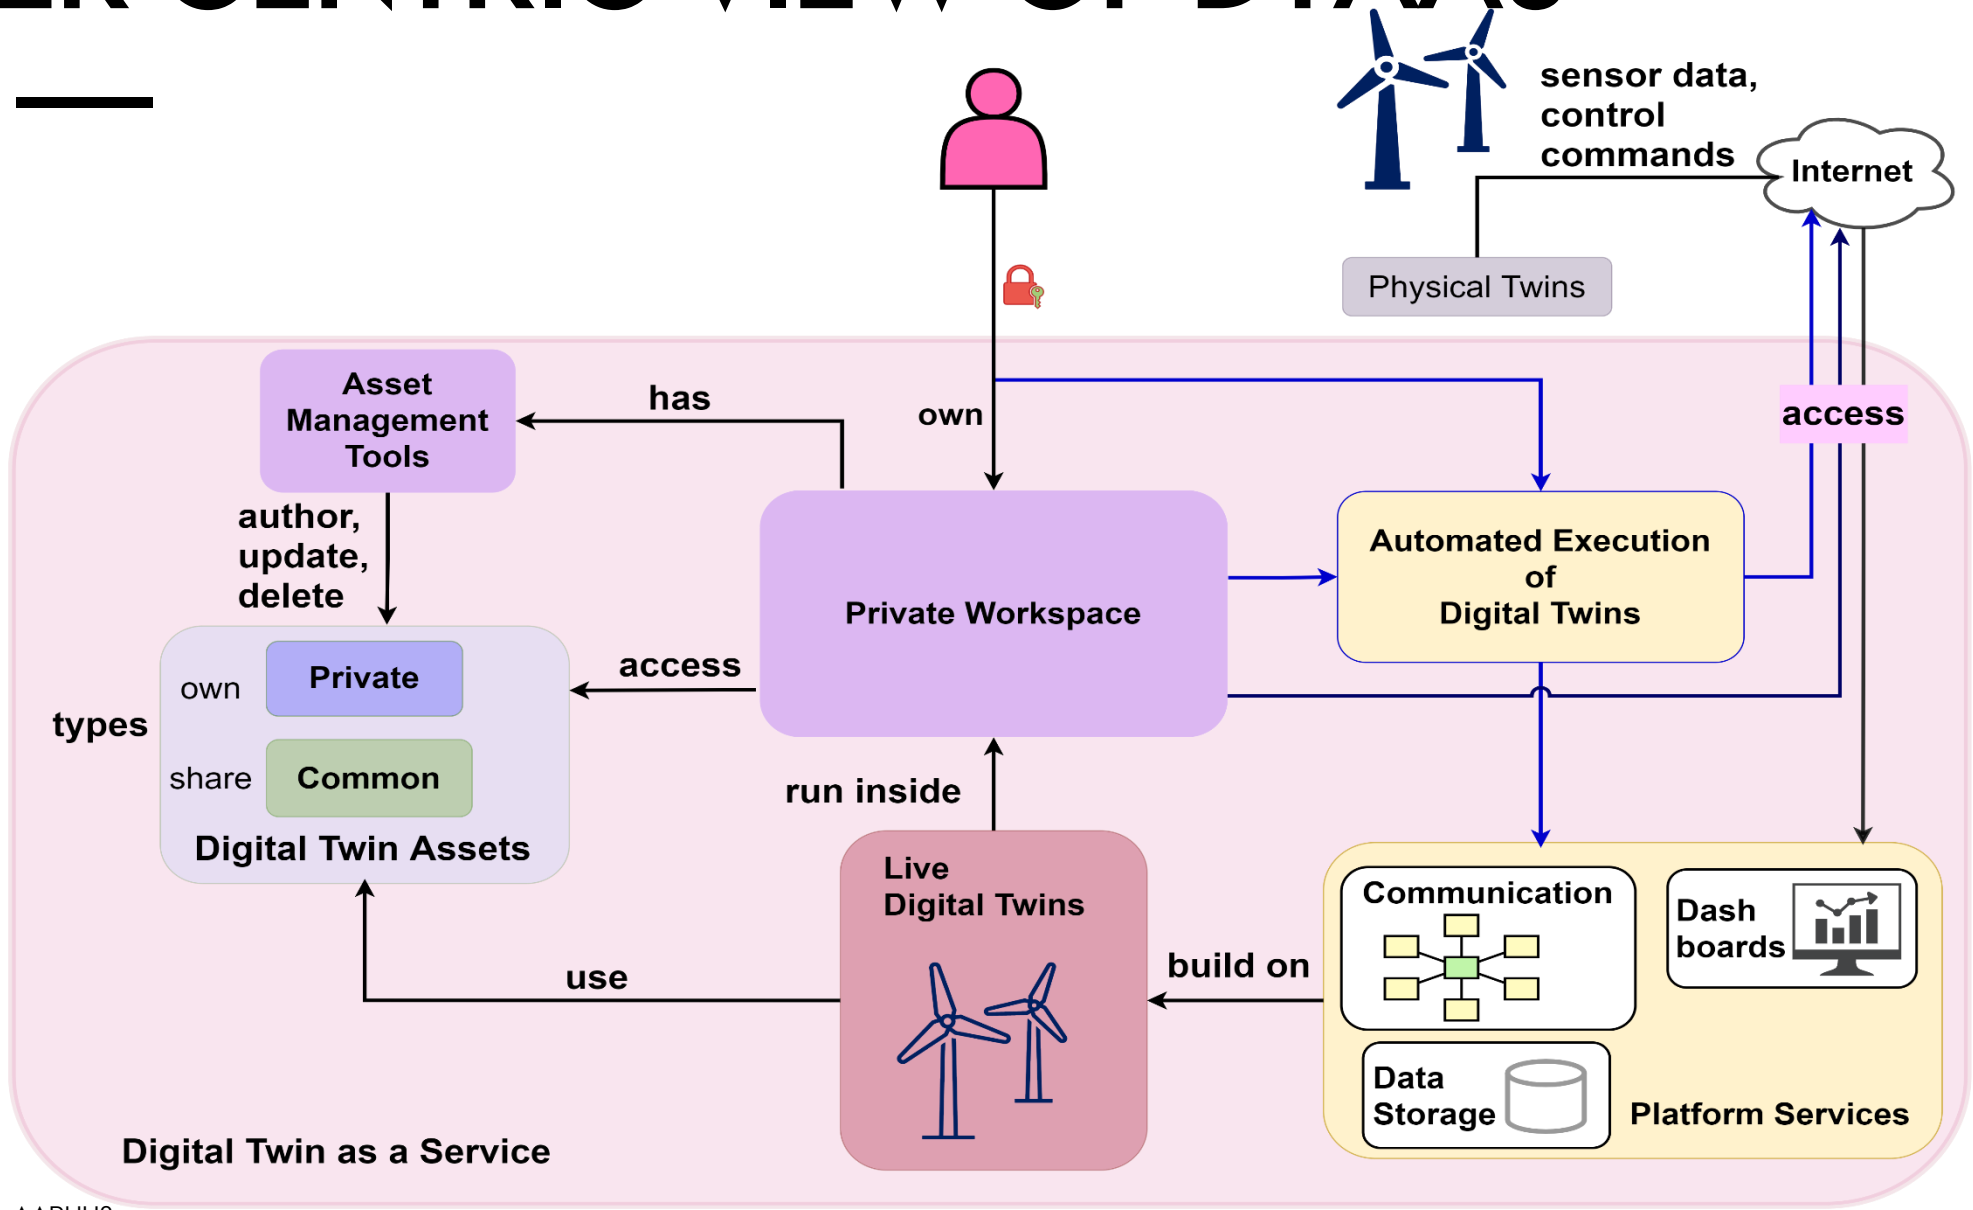 sensor data,
control
commands
Internet
Physical Twins
Asset
Management
Tools
has
own
access
author,
update,
delete
Automated Execution
of
Digital Twins
Private Workspace
own
Private
access
types
share
Common
Digital Twin Assets
run inside
Live
Digital Twins
Communication
Dash
boards
use
build on
Data
Storage
Platform Services
Digital Twin as a Service